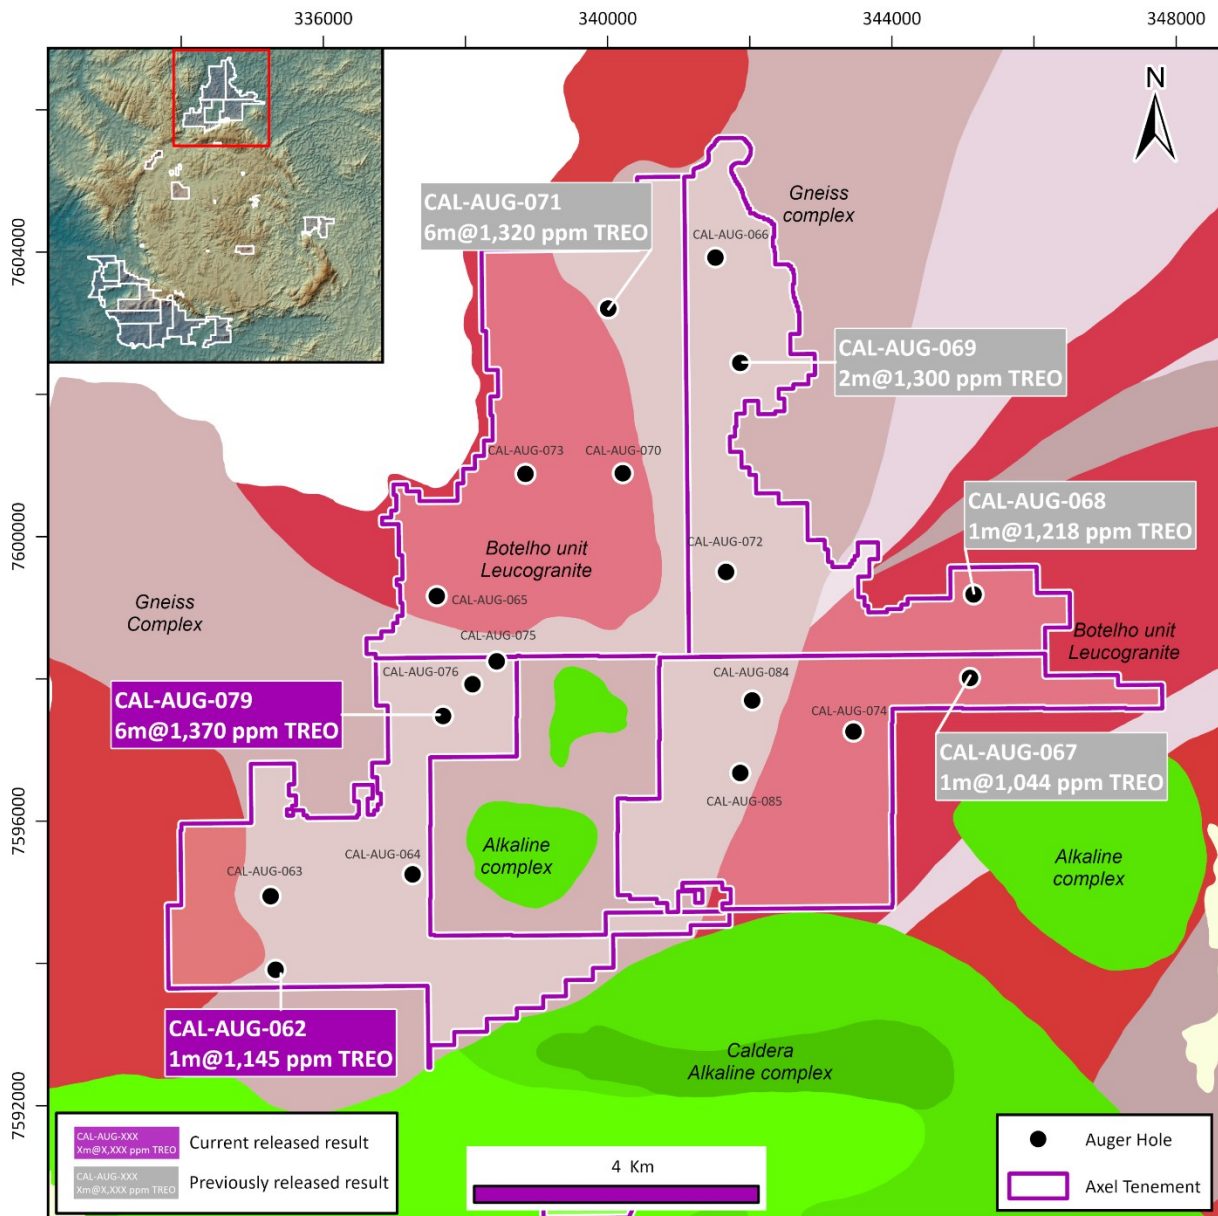 336000
340000
344000
348000
7604000
7600000
7596000
7592000
N
Gneiss
complex
CAL-AUG-071
6m@1,320 ppm TREO
CAL-AUG-066
CAL-AUG-069
2m@1,300 ppm TREO
CAL-AUG-073
CAL-AUG-070
CAL-AUG-068
1m@1,218 ppm TREO
CAL-AUG-072
Botelho unit
Leucogranite
CAL-AUG-065
Gneiss
Complex
CAL-AUG-075
CAL-AUG-076
Botelho unit
Leucogranite
CAL-AUG-084
CAL-AUG-079
6m@1,370 ppm TREO
CAL-AUG-074
CAL-AUG-067
1m@1,044 ppm TREO
CAL-AUG-085
Alkaline
complex
CAL-AUG-064
CAL-AUG-063
Alkaline
complex
CAL-AUG-062
1m@1,145 ppm TREO
Caldera
Alkaline complex
CAL-AUG-XXX
Xm@X,XXX ppm TREO
Current released result
CAL-AUG-XXX
Xm@X,XXX ppm TREO
Previously released result
4 Km
Auger Hole
Axel Tenement